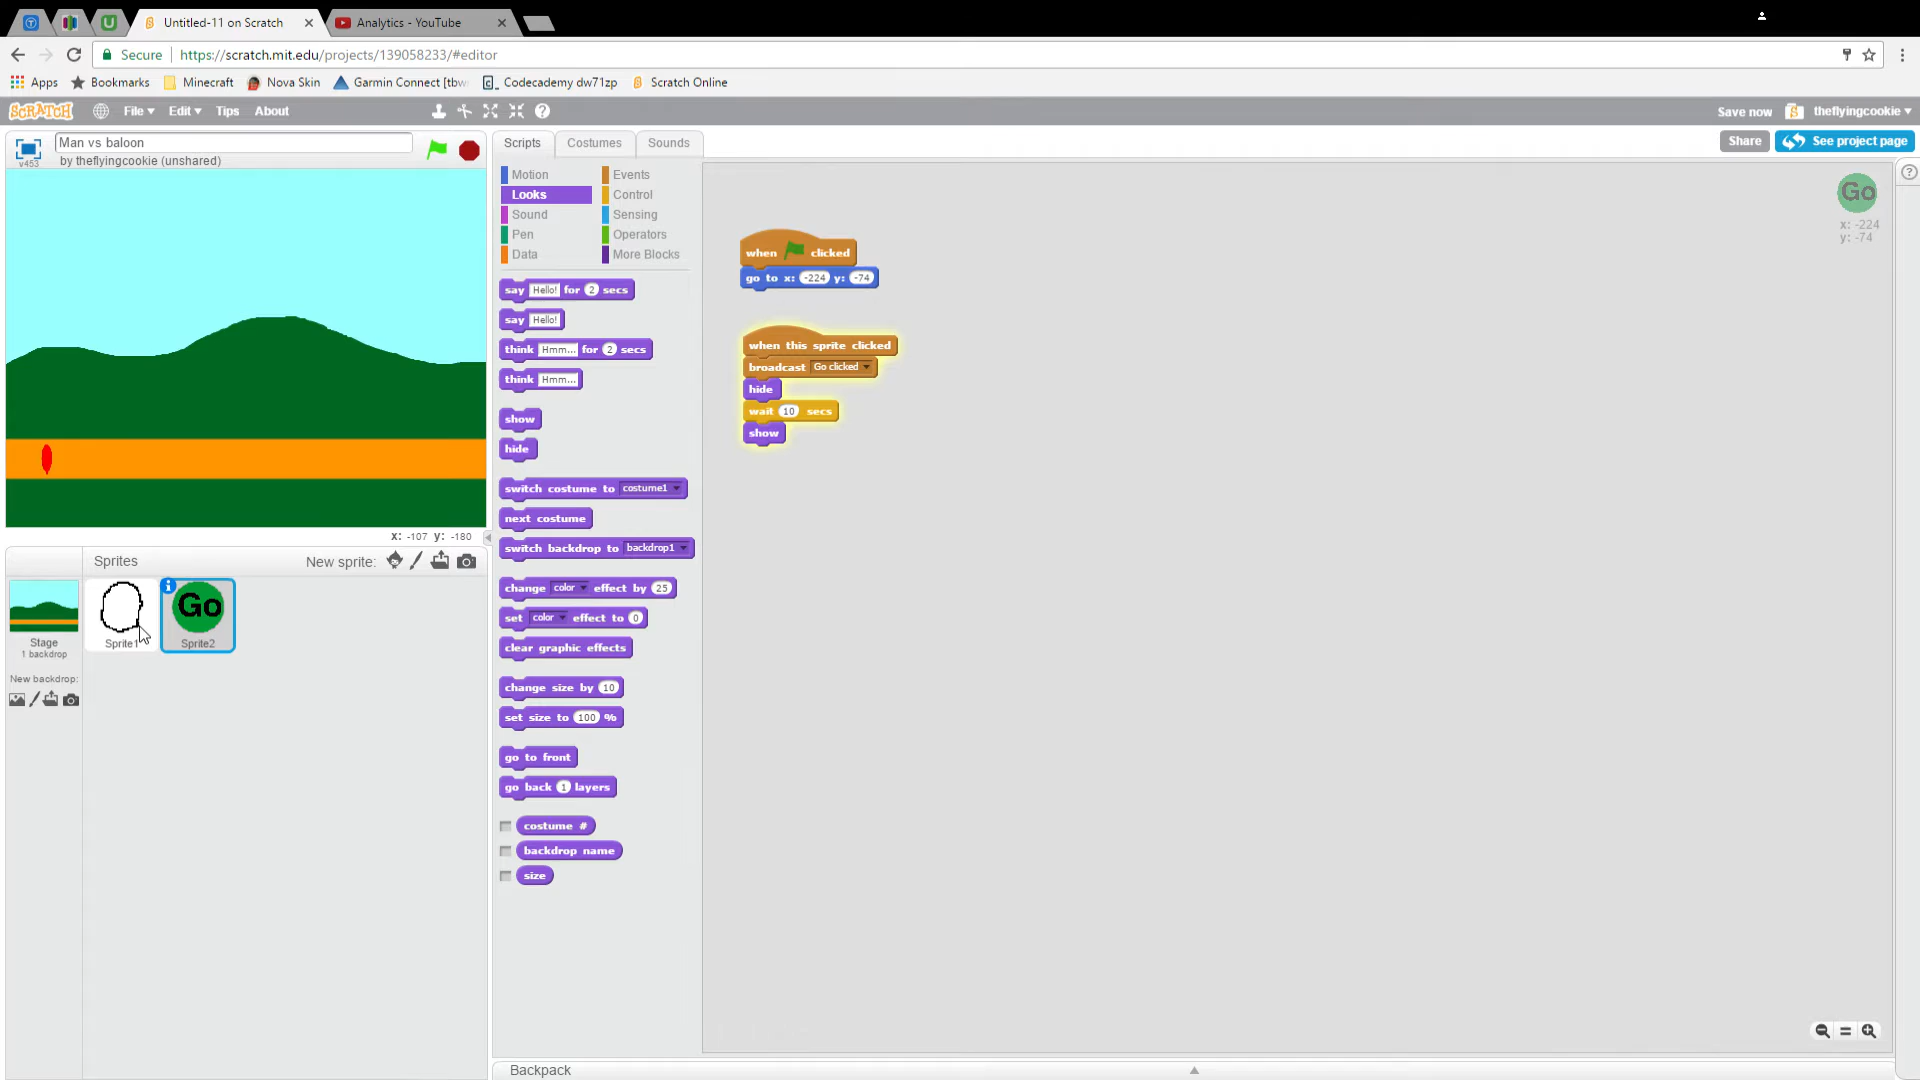 Untitled-11 on Scratch
Analytics - YouTube
Secure https://scratch.mit.edu/projects/139058233/#editor
Apps Bookmarks Minecraft Nova Skin Garmin Connect [tbw Codecademy dw71zp Scratch Online
SCRATCH File Edit Tips About Save now theflyingcookie
v453 Man vs baloon
by theflyingcookie (unshared)
Scripts Costumes Sounds Share See project page
Motion Events
Looks Control
Sound Sensing
Pen Operators
Data More Blocks
say Hello! for 2 secs
say Hello!
think Hmm... for 2 secs
think Hmm...
show
hide
switch costume to costume1
next costume
switch backdrop to backdrop1
change color effect by 25
set color effect to 0
clear graphic effects
change size by 10
set size to 100 %
go to front
go back 1 layers
costume #
backdrop name
size
when clicked
go to x: -224 y: -74
when this sprite clicked
broadcast Go clicked
hide
wait 10 secs
show
Go
x: -224
y: -74
x: -107 y: -180
Sprites New sprite:
Go
Stage
1 backdrop
Sprite1
Sprite2
New backdrop:
Backpack